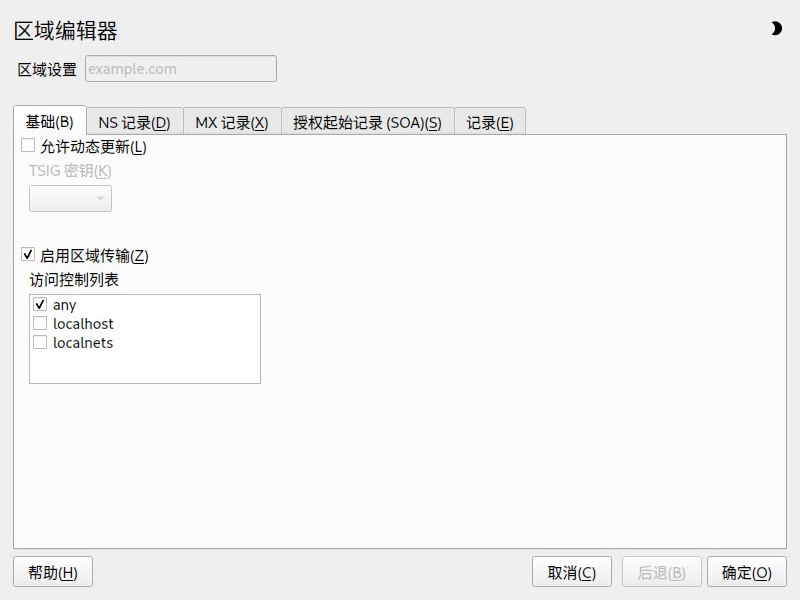 区域编辑器
区域设置 example.com
基础(B) NS 记录(D) MX 记录(X) 授权起始记录 (SOA)(S) 记录(E)
允许动态更新(L)
TSIG 密钥(K)
启用区域传输(Z)
访问控制列表
any
localhost
localnets
帮助(H) 取消(C) 后退(B) 确定(O)